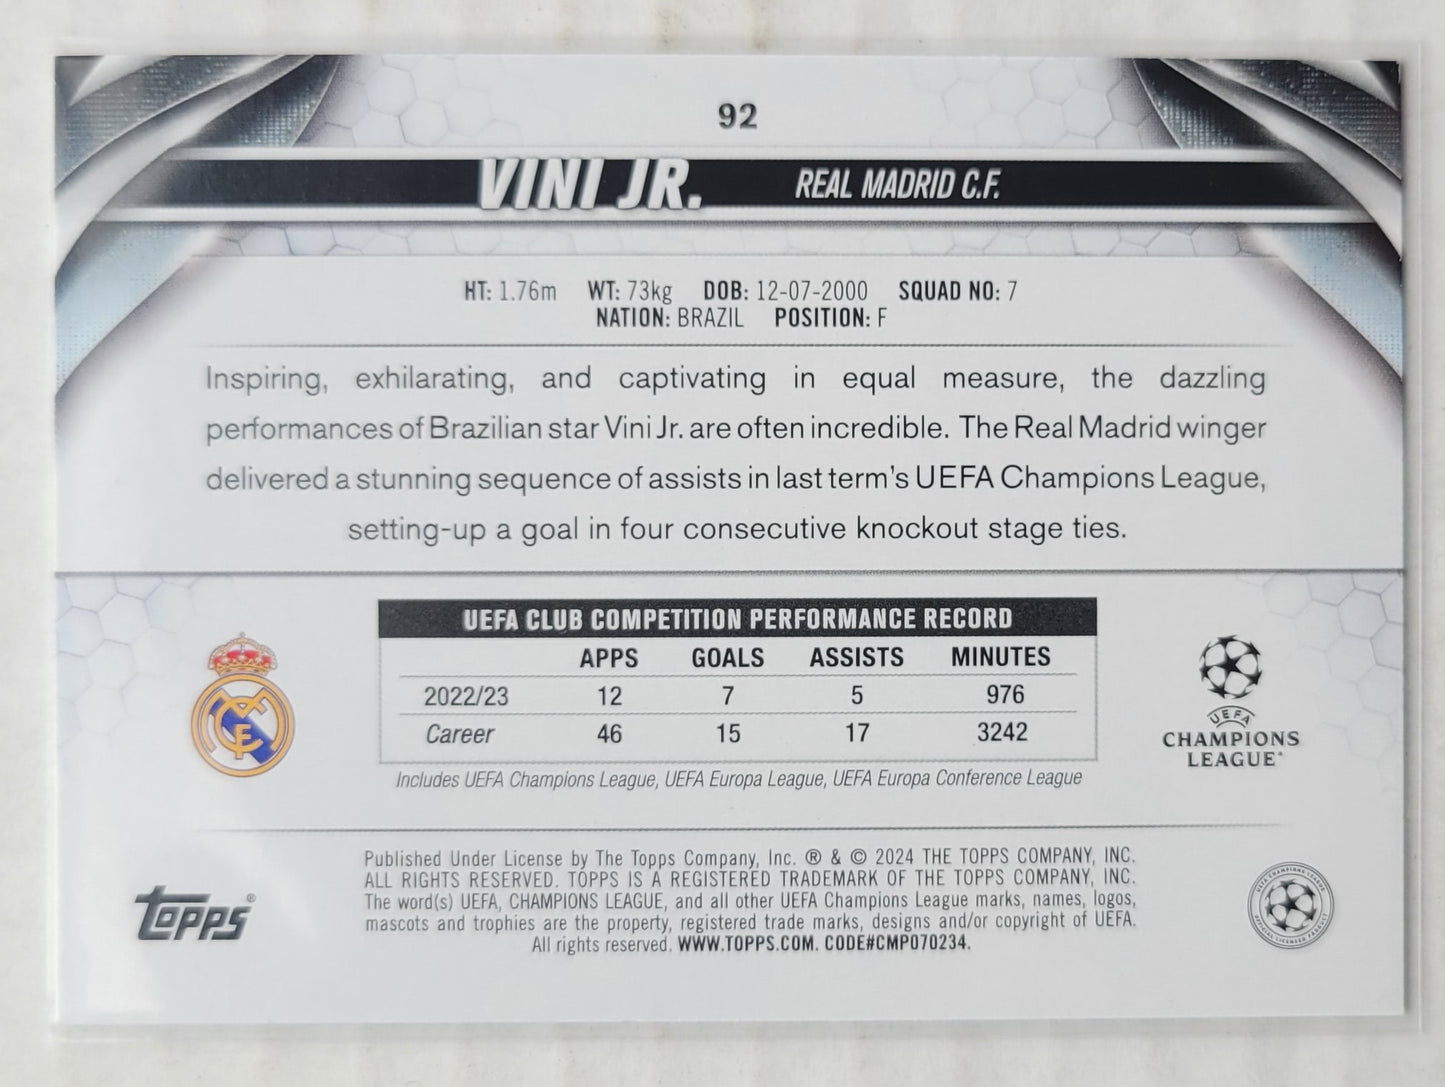 92
VINI JR. REAL MADRID C.F.
HT: 1.76m WT: 73kg DOB: 12-07-2000 SQUAD NO: 7
NATION: BRAZIL POSITION: F
Inspiring, exhilarating, and captivating in equal measure, the dazzling
performances of Brazilian star Vini Jr. are often incredible. The Real Madrid winger
delivered a stunning sequence of assists in last term's UEFA Champions League,
setting-up a goal in four consecutive knockout stage ties.
UEFA CLUB COMPETITION PERFORMANCE RECORD
APPS GOALS ASSISTS MINUTES
2022/23 12 7 5 976
Career 46 15 17 3242
Includes UEFA Champions League, UEFA Europa League, UEFA Europa Conference League
UEFA
CHAMPIONS
LEAGUE®
Published Under License by The Topps Company, Inc. ® & © 2024 THE TOPPS COMPANY, INC.
ALL RIGHTS RESERVED. TOPPS IS A REGISTERED TRADEMARK OF THE TOPPS COMPANY, INC.
The word(s) UEFA, CHAMPIONS LEAGUE, and all other UEFA Champions League marks, names, logos,
mascots and trophies are the property, registered trade marks, designs and/or copyright of UEFA.
All rights reserved. WWW.TOPPS.COM. CODE#CMP070234.
topps®
UEFA CHAMPIONS LEAGUE
OFFICIAL LICENSED PRODUCT